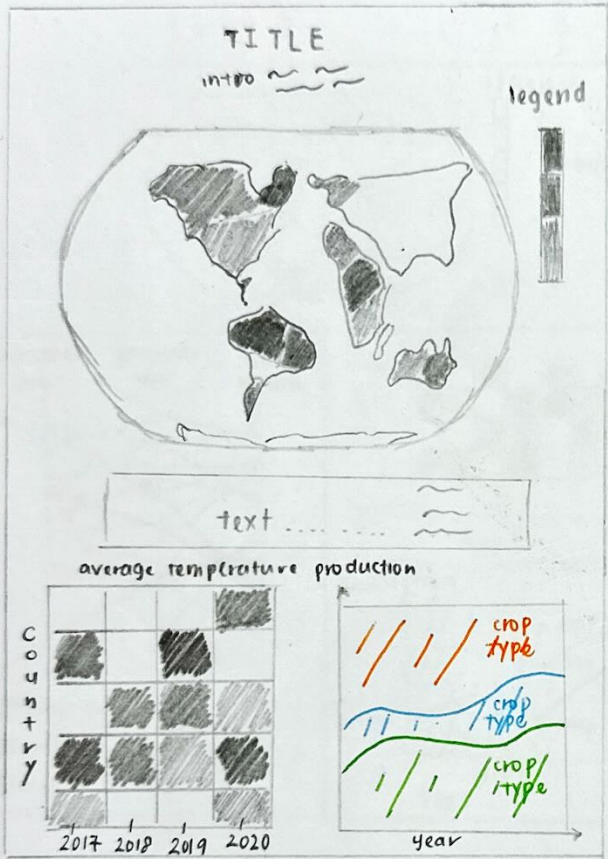 TITLE
intro
legend
text ..... .....
average temperature production
country
crop
type
crop
type
crop
type
2017 2018 2019 2020
year